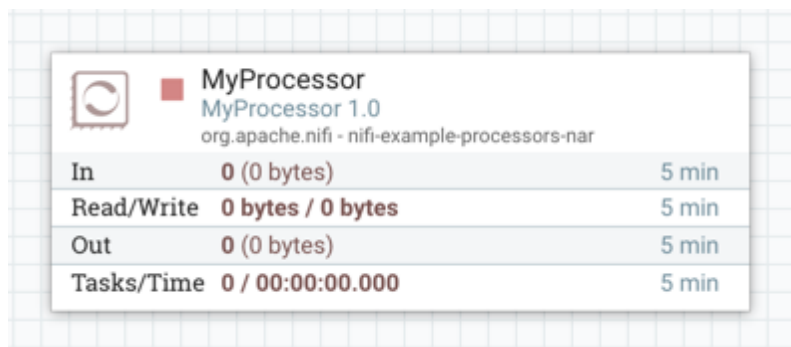 MyProcessor
MyProcessor 1.0
org.apache.nifi - nifi-example-processors-nar
In 0 (0 bytes) 5 min
Read/Write 0 bytes / 0 bytes 5 min
Out 0 (0 bytes) 5 min
Tasks/Time 0 / 00:00:00.000 5 min